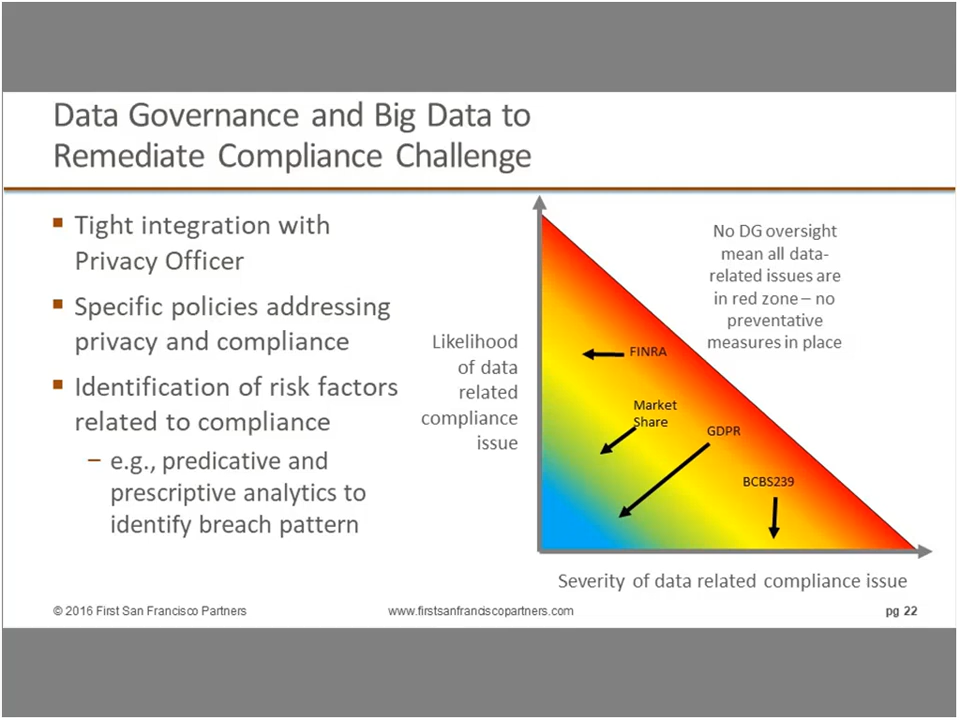 Data Governance and Big Data to
Remediate Compliance Challenge
▪ Tight integration with
Privacy Officer
▪ Specific policies addressing
privacy and compliance
▪ Identification of risk factors
related to compliance
– e.g., predicative and
prescriptive analytics to
identify breach pattern
Likelihood
of data
related
compliance
issue
No DG oversight
mean all data-
related issues are
in red zone – no
preventative
measures in place
FINRA
Market
Share
GDPR
BCBS239
Severity of data related compliance issue
© 2016 First San Francisco Partners
www.firstsanfranciscopartners.com
pg 22